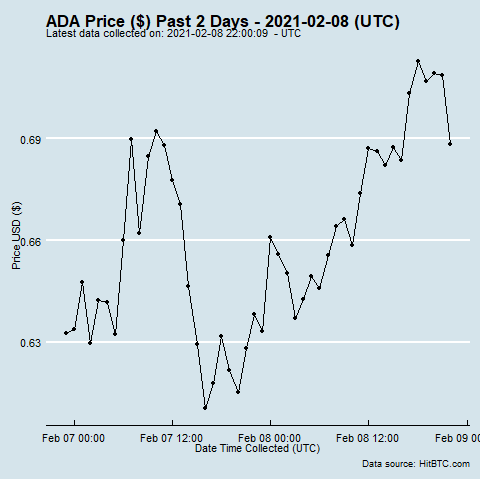 ADA Price ($) Past 2 Days - 2021-02-08 (UTC)
Latest data collected on: 2021-02-08 22:00:09 - UTC
0.69
0.66
0.63
Price USD ($)
Feb 07 00:00 Feb 07 12:00 Feb 08 00:00 Feb 08 12:00 Feb 09 0
Date Time Collected (UTC)
Data source: HitBTC.com